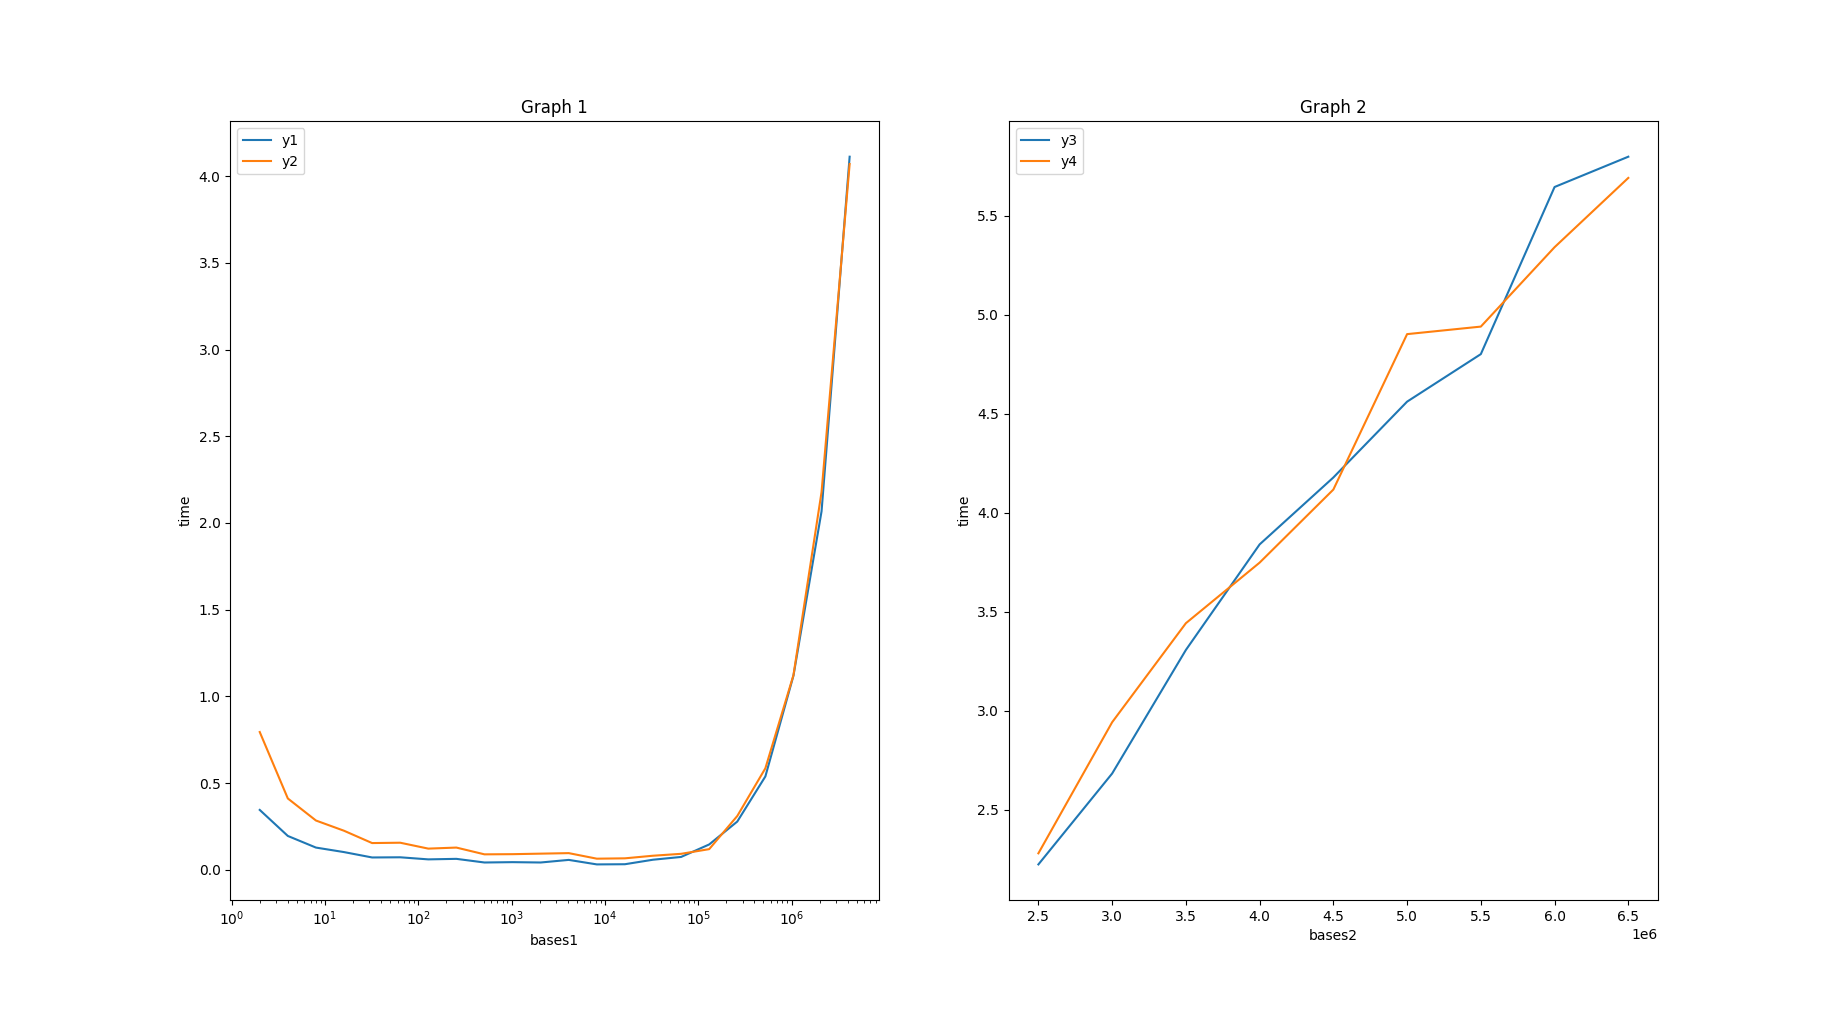 Graph 1
y1
y2
time
4.0
3.5
3.0
2.5
2.0
1.5
1.0
0.5
0.0
10⁰ 10¹ 10² 10³ 10⁴ 10⁵ 10⁶
bases1
Graph 2
y3
y4
time
5.5
5.0
4.5
4.0
3.5
3.0
2.5
2.5 3.0 3.5 4.0 4.5 5.0 5.5 6.0 6.5
1e6
bases2